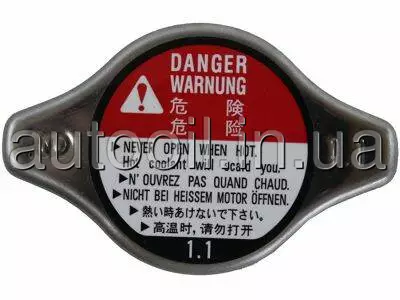 DANGER
WARNUNG
危 険
危 险
▶NEVER OPEN WHEN HOT.
Hot coolant will scald you.
▶N' OUVREZ PAS QUAND CHAUD.
▶NICHT BEI HEISSEM MOTOR ÖFFNEN.
▶熱い時あけないで下さい。
▶高温时,请勿打开
1.1
autooil.in.ua